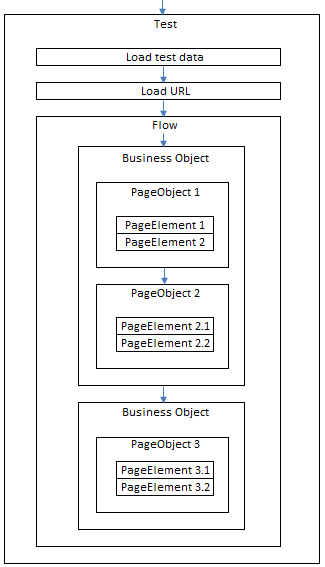 Test
Load test data
Load URL
Flow
Business Object
PageObject 1
PageElement 1
PageElement 2
PageObject 2
PageElement 2.1
PageElement 2.2
Business Object
PageObject 3
PageElement 3.1
PageElement 3.2